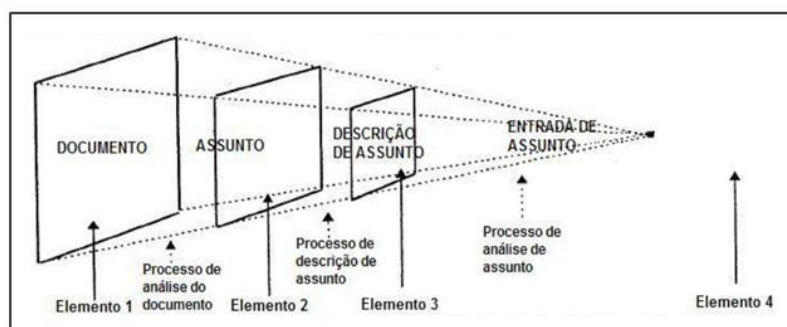 DOCUMENTO
ASSUNTO
DESCRIÇÃO
DE ASSUNTO
ENTRADA DE
ASSUNTO
Processo de
análise do
documento
Processo de
descrição de
assunto
Processo de
análise de
assunto
Elemento 1
Elemento 2
Elemento 3
Elemento 4